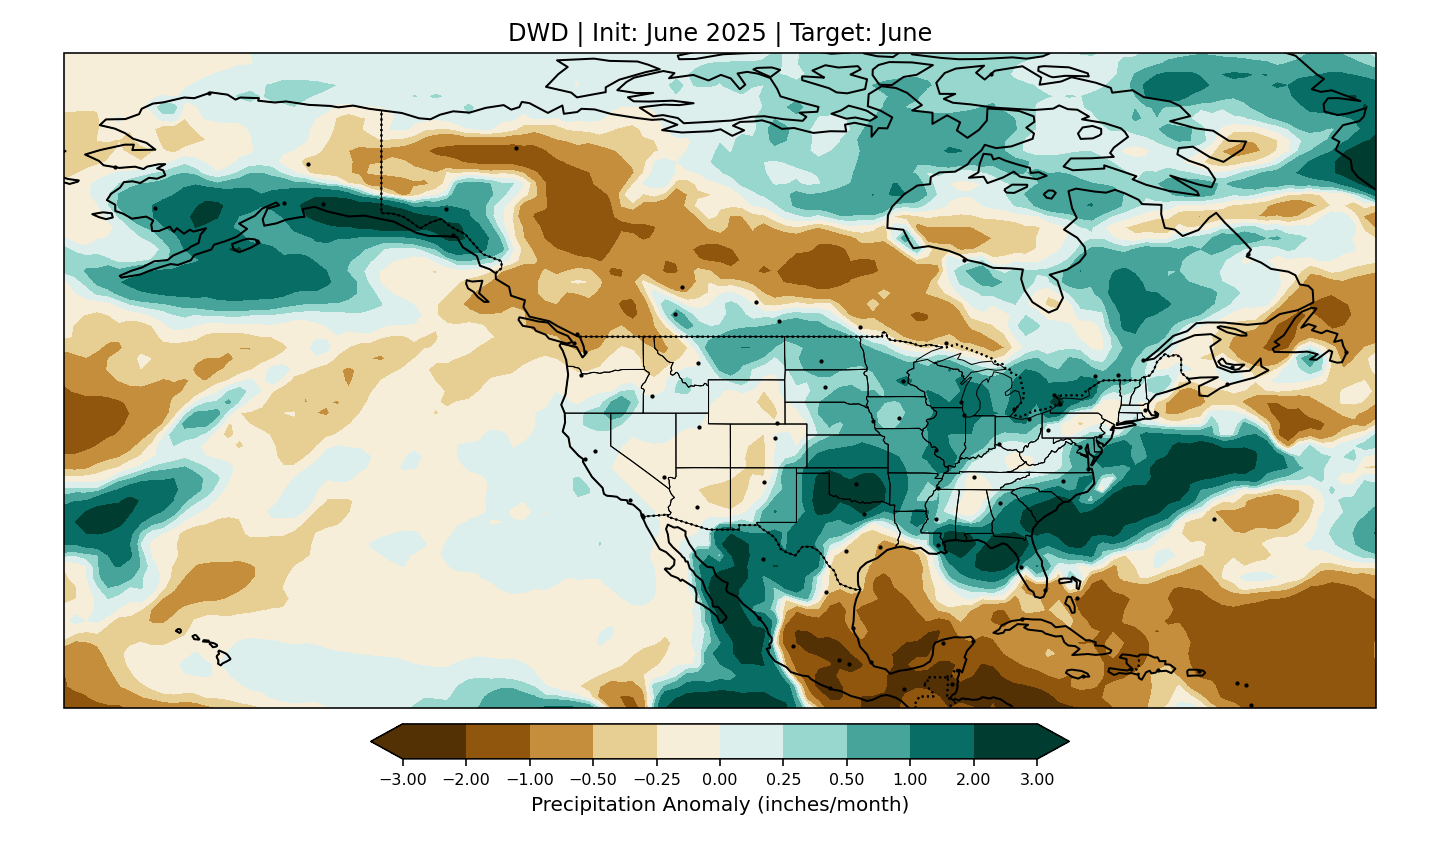 DWD | Init: June 2025 | Target: June
−3.00 −2.00 −1.00 −0.50 −0.25 0.00 0.25 0.50 1.00 2.00 3.00
Precipitation Anomaly (inches/month)